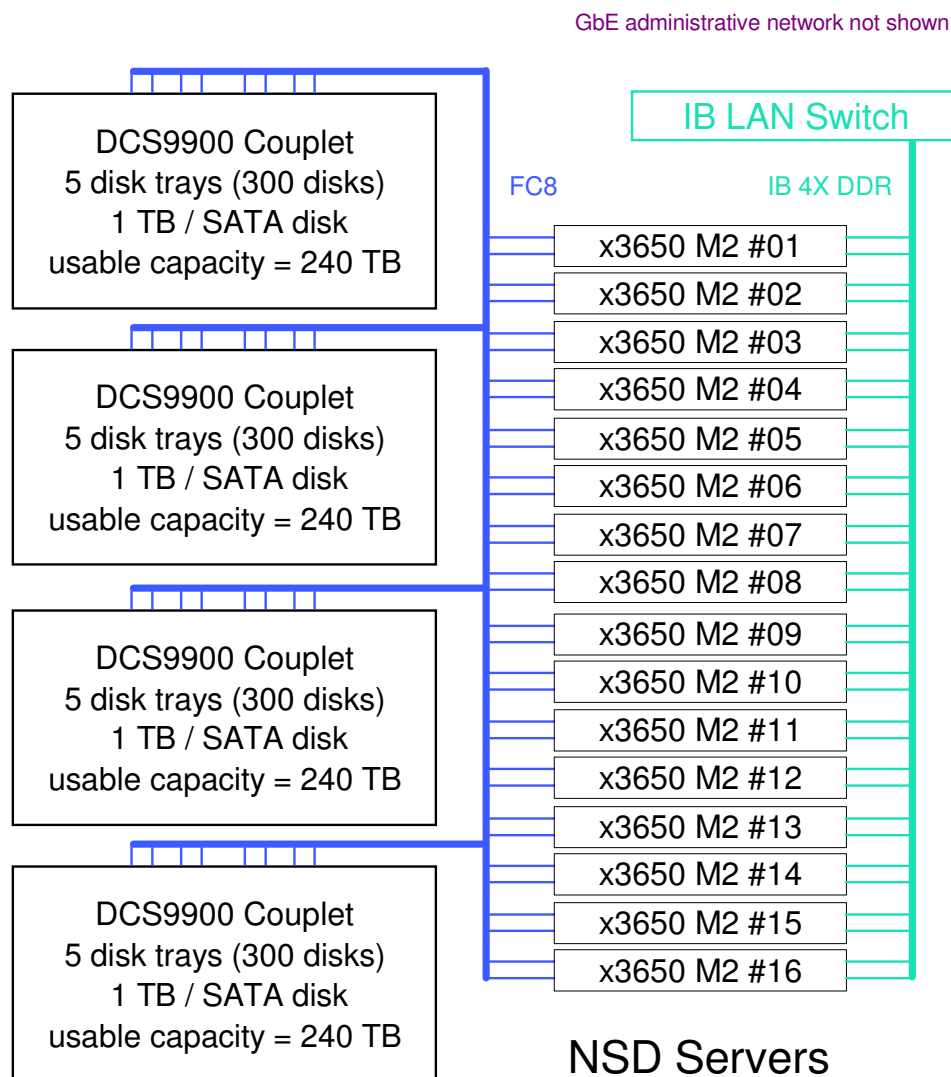 GbE administrative network not shown
DCS9900 Couplet
5 disk trays (300 disks)
1 TB / SATA disk
usable capacity = 240 TB
DCS9900 Couplet
5 disk trays (300 disks)
1 TB / SATA disk
usable capacity = 240 TB
DCS9900 Couplet
5 disk trays (300 disks)
1 TB / SATA disk
usable capacity = 240 TB
DCS9900 Couplet
5 disk trays (300 disks)
1 TB / SATA disk
usable capacity = 240 TB
IB LAN Switch
FC8
IB 4X DDR
x3650 M2 #01
x3650 M2 #02
x3650 M2 #03
x3650 M2 #04
x3650 M2 #05
x3650 M2 #06
x3650 M2 #07
x3650 M2 #08
x3650 M2 #09
x3650 M2 #10
x3650 M2 #11
x3650 M2 #12
x3650 M2 #13
x3650 M2 #14
x3650 M2 #15
x3650 M2 #16
NSD Servers